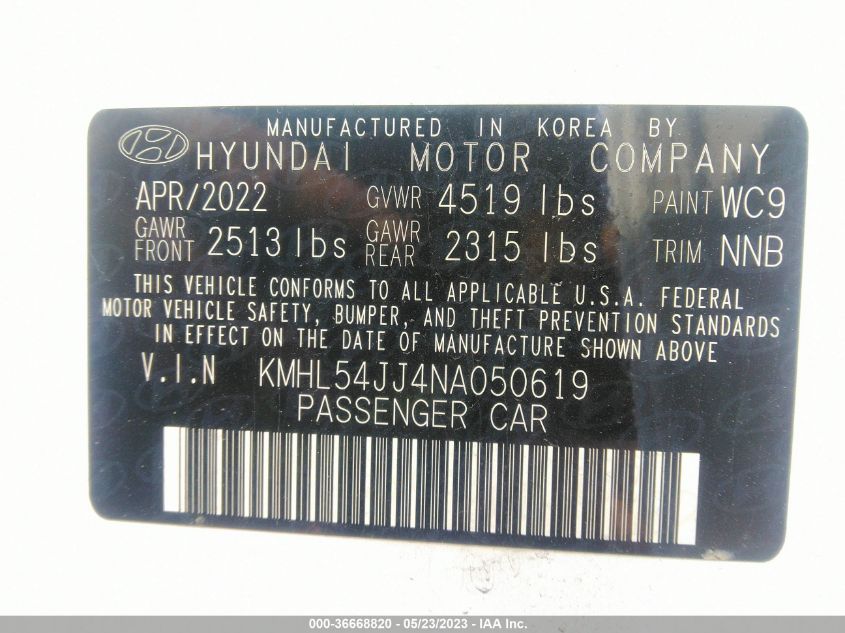 MANUFACTURED IN KOREA BY
HYUNDAI MOTOR COMPANY
APR/2022 GVWR 4519 lbs PAINT WC9
GAWR FRONT 2513 lbs GAWR REAR 2315 lbs TRIM NNB
THIS VEHICLE CONFORMS TO ALL APPLICABLE U.S.A. FEDERAL
MOTOR VEHICLE SAFETY, BUMPER, AND THEFT PREVENTION STANDARDS
IN EFFECT ON THE DATE OF MANUFACTURE SHOWN ABOVE
V.I.N KMHL54JJ4NA050619
PASSENGER CAR
000-36668820 - 05/23/2023 - IAA Inc.